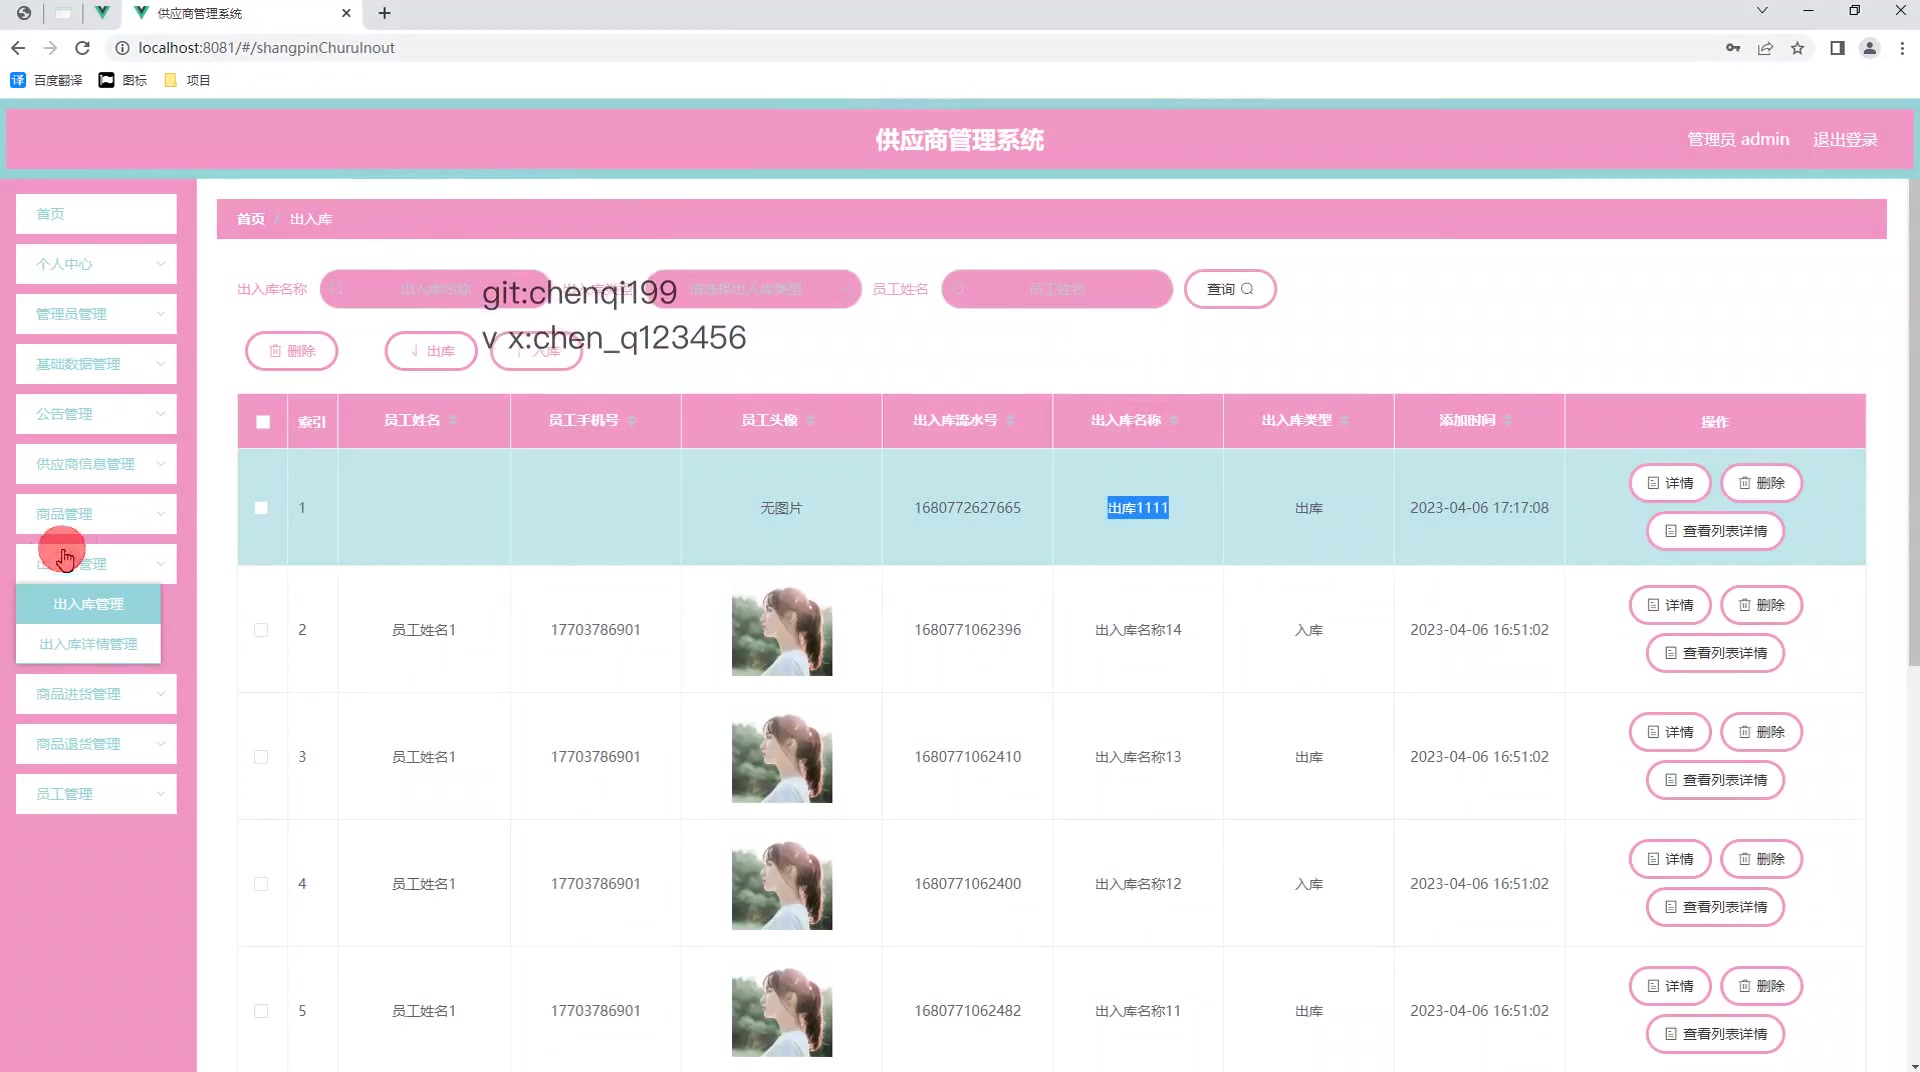 供应商管理系统
localhost:8081/#/shangpinChuruInout
译 百度翻译 图标 项目
供应商管理系统
管理员 admin 退出登录
首页
个人中心
管理员管理
基础数据管理
公告管理
供应商信息管理
商品管理
管理
出入库管理
出入库详情管理
商品进货管理
商品退货管理
员工管理
首页 / 出入库
出入库名称 出入库名称 出入库类型 请选择出入库类型 员工姓名 员工姓名 查询
git:chenqi199
v x:chen_q123456
删除 出库 入库
索引 员工姓名 员工手机号 员工头像 出入库流水号 出入库名称 出入库类型 添加时间 操作
1 无图片 1680772627665 出库1111 出库 2023-04-06 17:17:08 详情 删除
查看列表详情
2 员工姓名1 17703786901 1680771062396 出入库名称14 入库 2023-04-06 16:51:02 详情 删除
查看列表详情
3 员工姓名1 17703786901 1680771062410 出入库名称13 出库 2023-04-06 16:51:02 详情 删除
查看列表详情
4 员工姓名1 17703786901 1680771062400 出入库名称12 入库 2023-04-06 16:51:02 详情 删除
查看列表详情
5 员工姓名1 17703786901 1680771062482 出入库名称11 出库 2023-04-06 16:51:02 详情 删除
查看列表详情